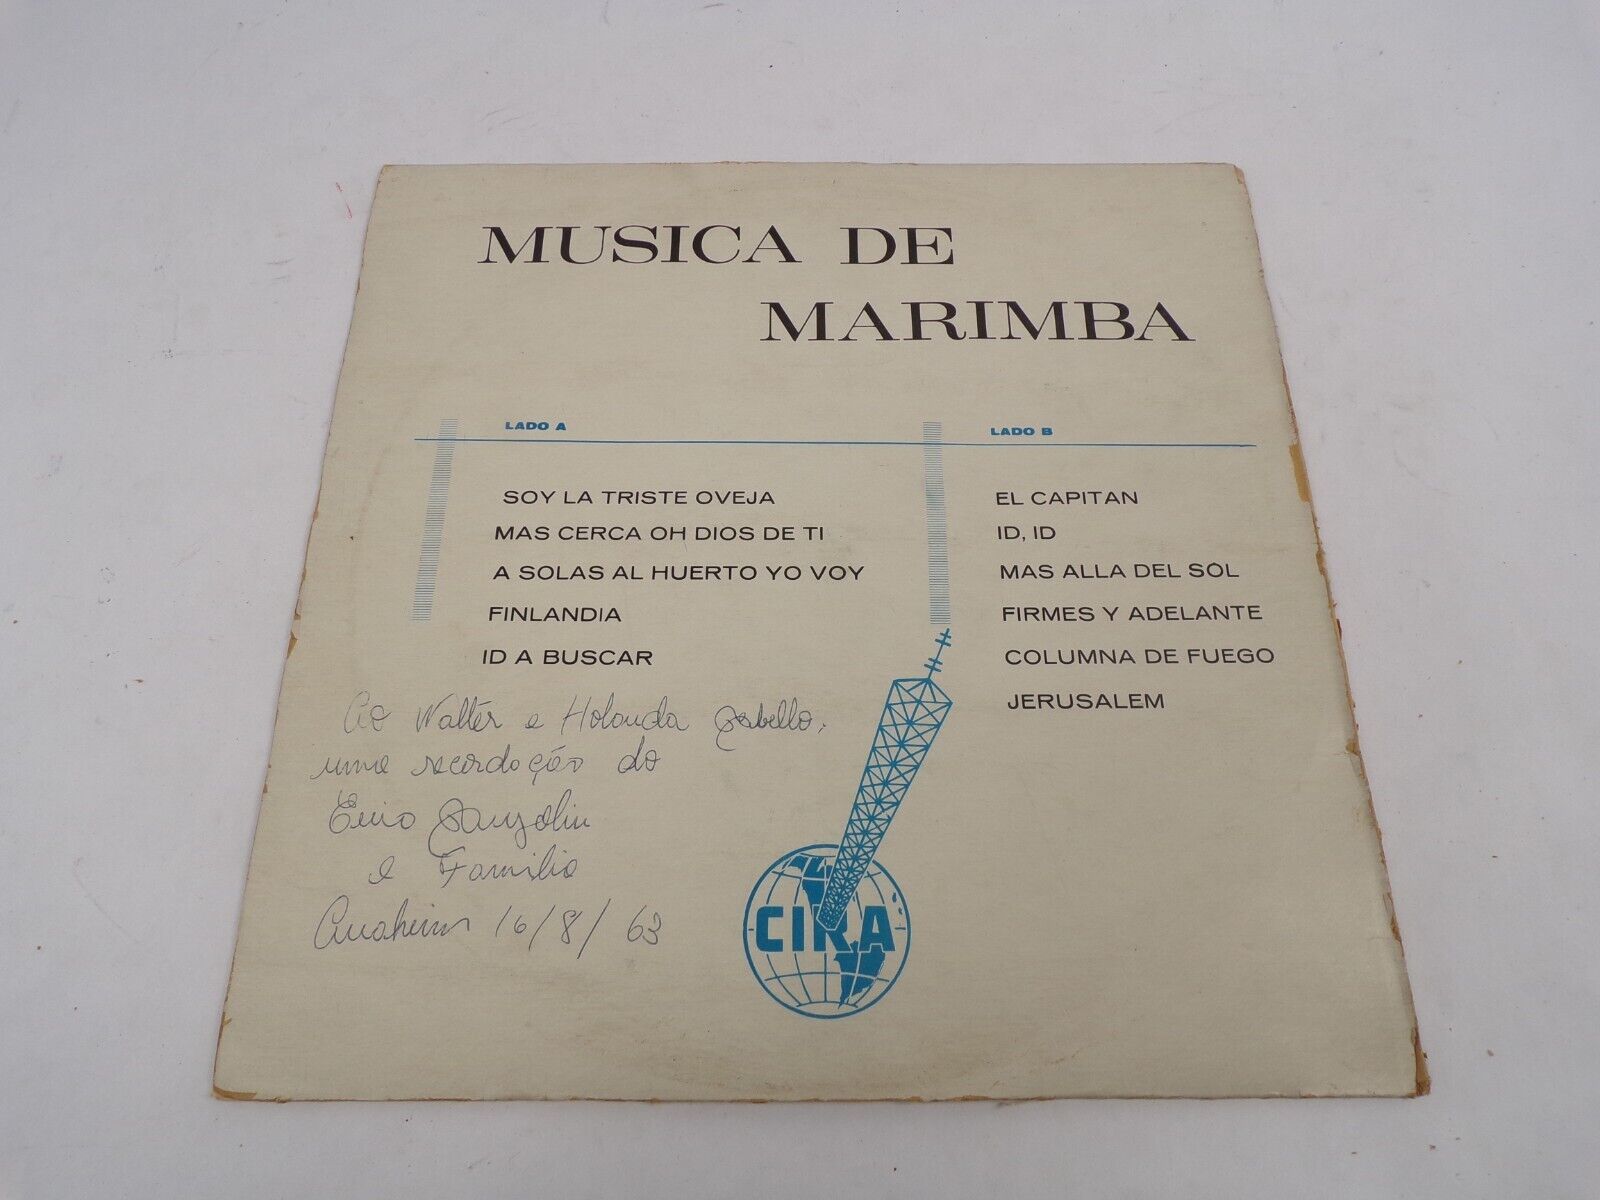 MUSICA DE
MARIMBA
LADO A
SOY LA TRISTE OVEJA
MAS CERCA OH DIOS DE TI
A SOLAS AL HUERTO YO VOY
FINLANDIA
ID A BUSCAR
LADO B
EL CAPITAN
ID, ID
MAS ALLA DEL SOL
FIRMES Y ADELANTE
COLUMNA DE FUEGO
JERUSALEM
Ao Walter e Holanda
uma recordação do
e Familia
Anaheim 16/8/63
CIRA